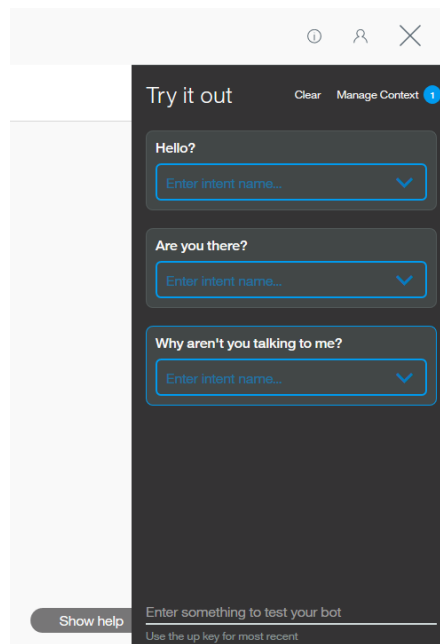 Try it out
Clear
Manage Context 1
Hello?
Enter intent name...
Are you there?
Enter intent name...
Why aren't you talking to me?
Enter intent name...
Enter something to test your bot
Show help
Use the up key for most recent